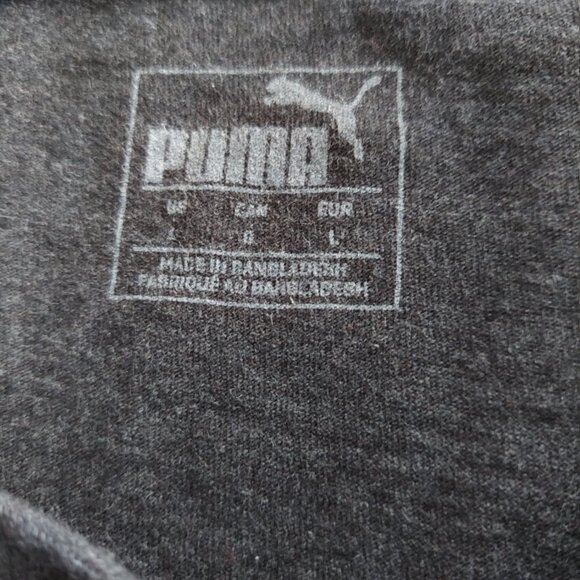 PUMA
US CAN EUR
L G L
MADE IN BANGLADESH
FABRIQUÉ AU BANGLADESH